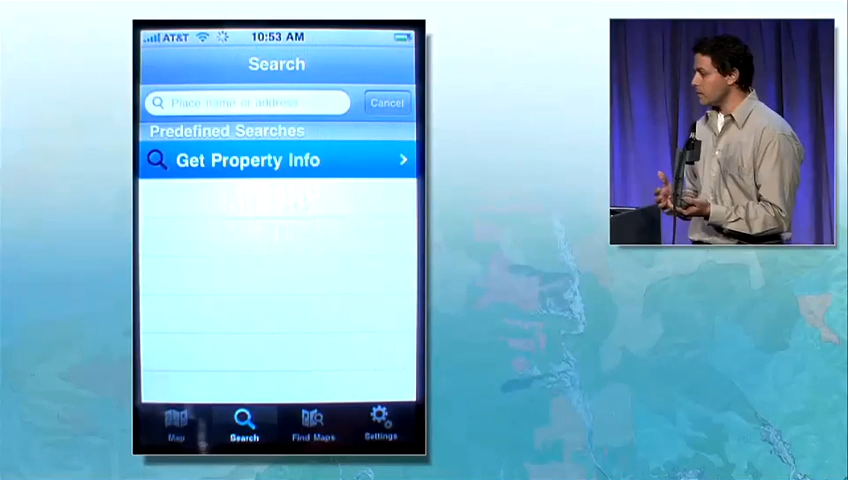 AT&T 10:53 AM
Search
Place name or address
Cancel
Predefined Searches
Get Property Info
Map Search Find Maps Settings